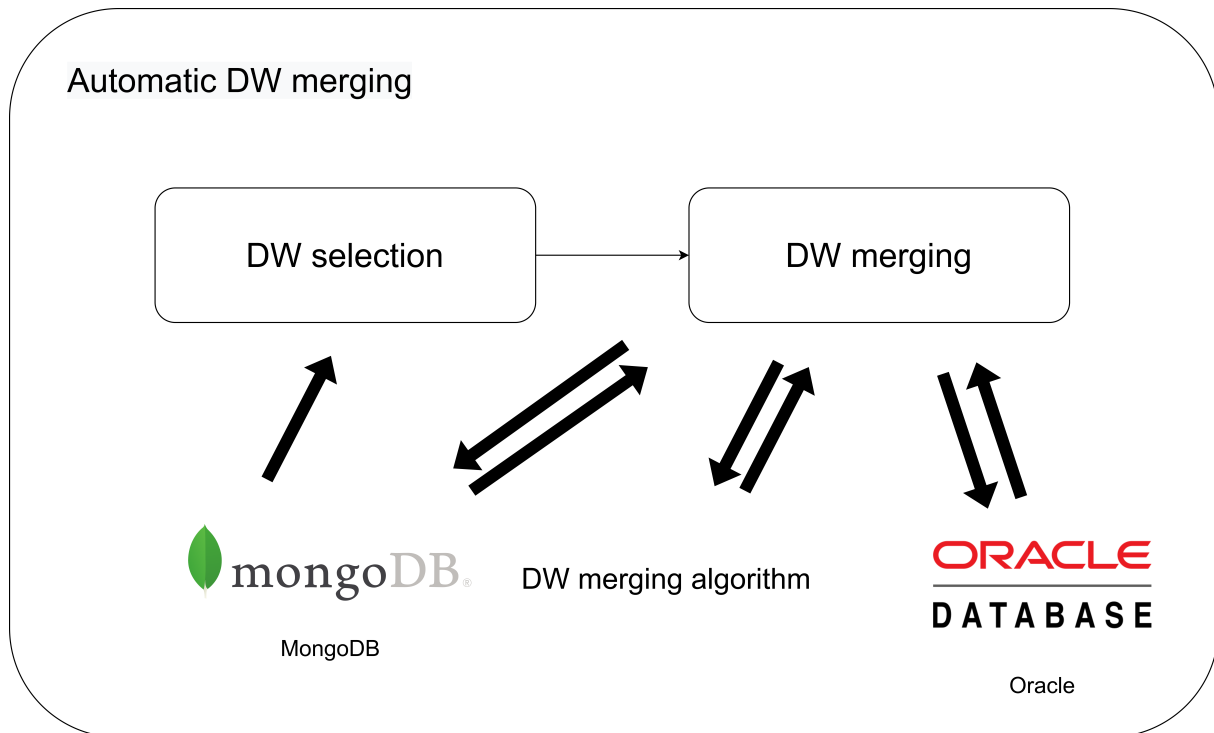 Automatic DW merging
DW selection
DW merging
mongoDB®
DW merging algorithm
ORACLE
DATABASE
MongoDB
Oracle